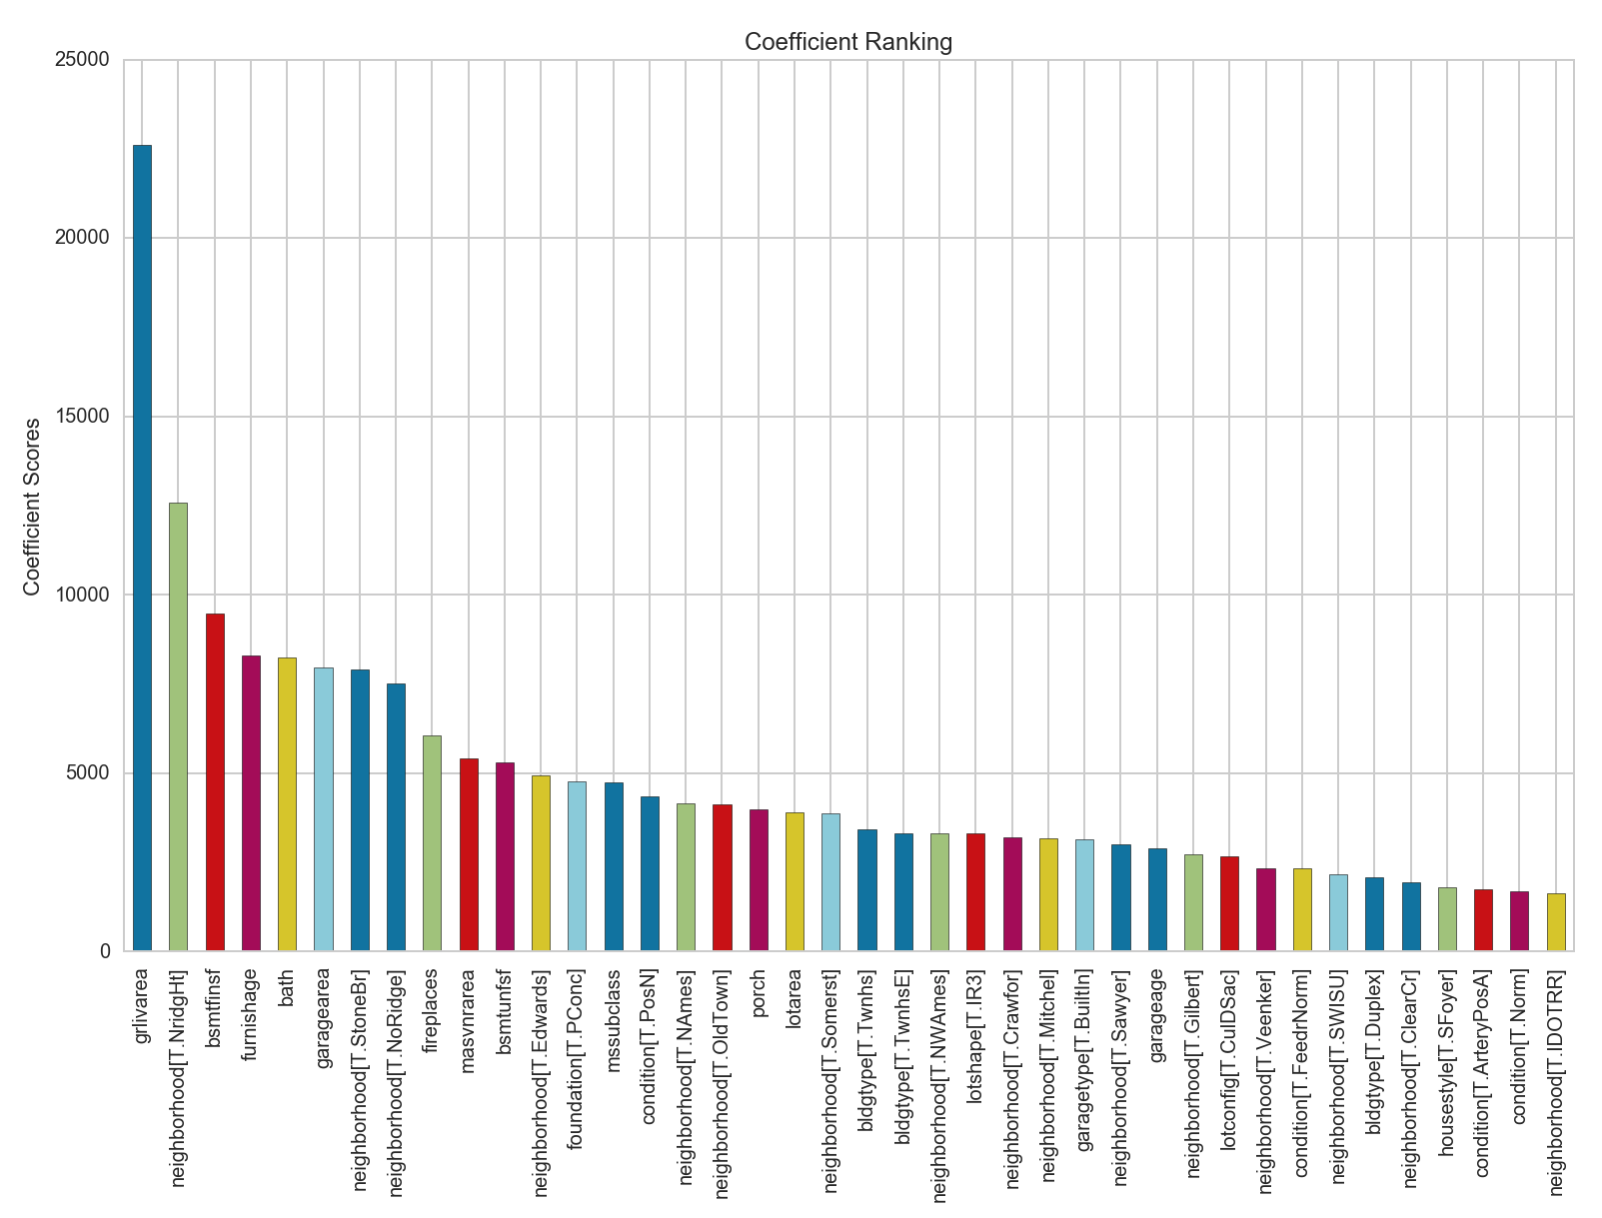 Coefficient Ranking
25000
20000
15000
10000
5000
0
Coefficient Scores
grlivarea
neighborhood[T.NridgHt]
bsmtfinsf
furnishage
bath
garagearea
neighborhood[T.StoneBr]
neighborhood[T.NoRidge]
fireplaces
masvnrarea
bsmtunfsf
neighborhood[T.Edwards]
foundation[T.PConc]
mssubclass
condition[T.PosN]
neighborhood[T.NAmes]
neighborhood[T.OldTown]
porch
lotarea
neighborhood[T.Somerst]
bldgtype[T.Twnhs]
bldgtype[T.TwnhsE]
neighborhood[T.NWAmes]
lotshape[T.IR3]
neighborhood[T.Crawfor]
neighborhood[T.Mitchel]
garagetype[T.BuiltIn]
neighborhood[T.Sawyer]
garageage
neighborhood[T.Gilbert]
lotconfig[T.CulDSac]
neighborhood[T.Veenker]
condition[T.FeedrNorm]
neighborhood[T.SWISU]
bldgtype[T.Duplex]
neighborhood[T.ClearCr]
housestyle[T.SFoyer]
condition[T.ArteryPosA]
condition[T.Norm]
neighborhood[T.IDOTRR]